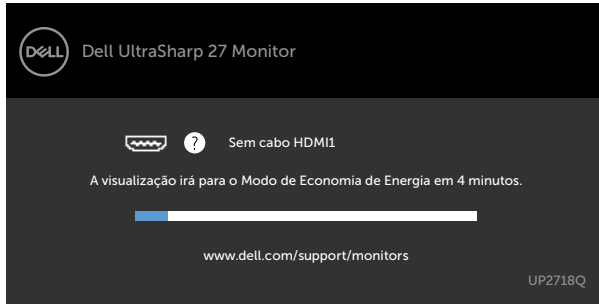 DELL
Dell UltraSharp 27 Monitor
? Sem cabo HDMI1
A visualização irá para o Modo de Economia de Energia em 4 minutos.
www.dell.com/support/monitors
UP2718Q